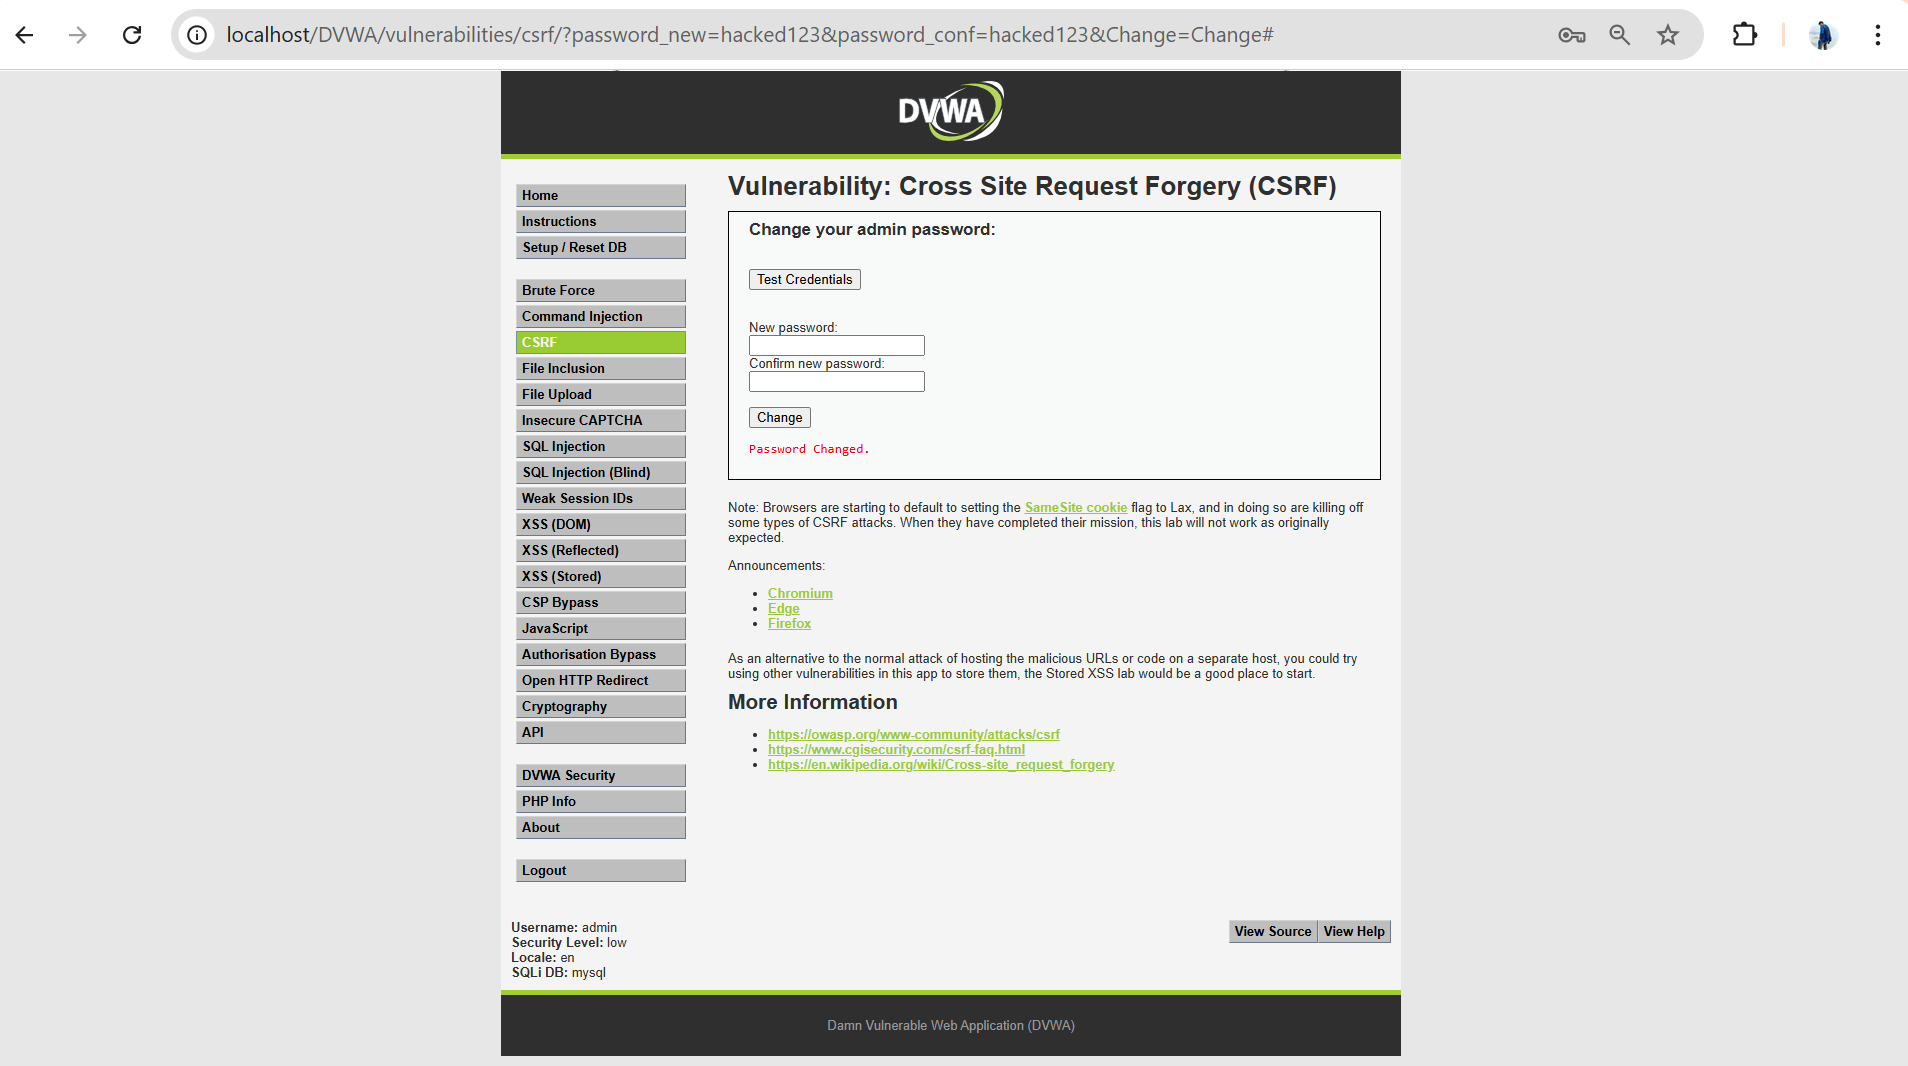 localhost/DVWA/vulnerabilities/csrf/?password_new=hacked123&password_conf=hacked123&Change=Change#
DVWA
Home
Instructions
Setup / Reset DB
Brute Force
Command Injection
CSRF
File Inclusion
File Upload
Insecure CAPTCHA
SQL Injection
SQL Injection (Blind)
Weak Session IDs
XSS (DOM)
XSS (Reflected)
XSS (Stored)
CSP Bypass
JavaScript
Authorisation Bypass
Open HTTP Redirect
Cryptography
API
DVWA Security
PHP Info
About
Logout
Vulnerability: Cross Site Request Forgery (CSRF)
Change your admin password:
Test Credentials
New password:
Confirm new password:
Change
Password Changed.
Note: Browsers are starting to default to setting the SameSite cookie flag to Lax, and in doing so are killing off
some types of CSRF attacks. When they have completed their mission, this lab will not work as originally
expected.
Announcements:
Chromium
Edge
Firefox
As an alternative to the normal attack of hosting the malicious URLs or code on a separate host, you could try
using other vulnerabilities in this app to store them, the Stored XSS lab would be a good place to start.
More Information
https://owasp.org/www-community/attacks/csrf
https://www.cgisecurity.com/csrf-faq.html
https://en.wikipedia.org/wiki/Cross-site_request_forgery
Username: admin
Security Level: low
Locale: en
SQLi DB: mysql
View Source View Help
Damn Vulnerable Web Application (DVWA)